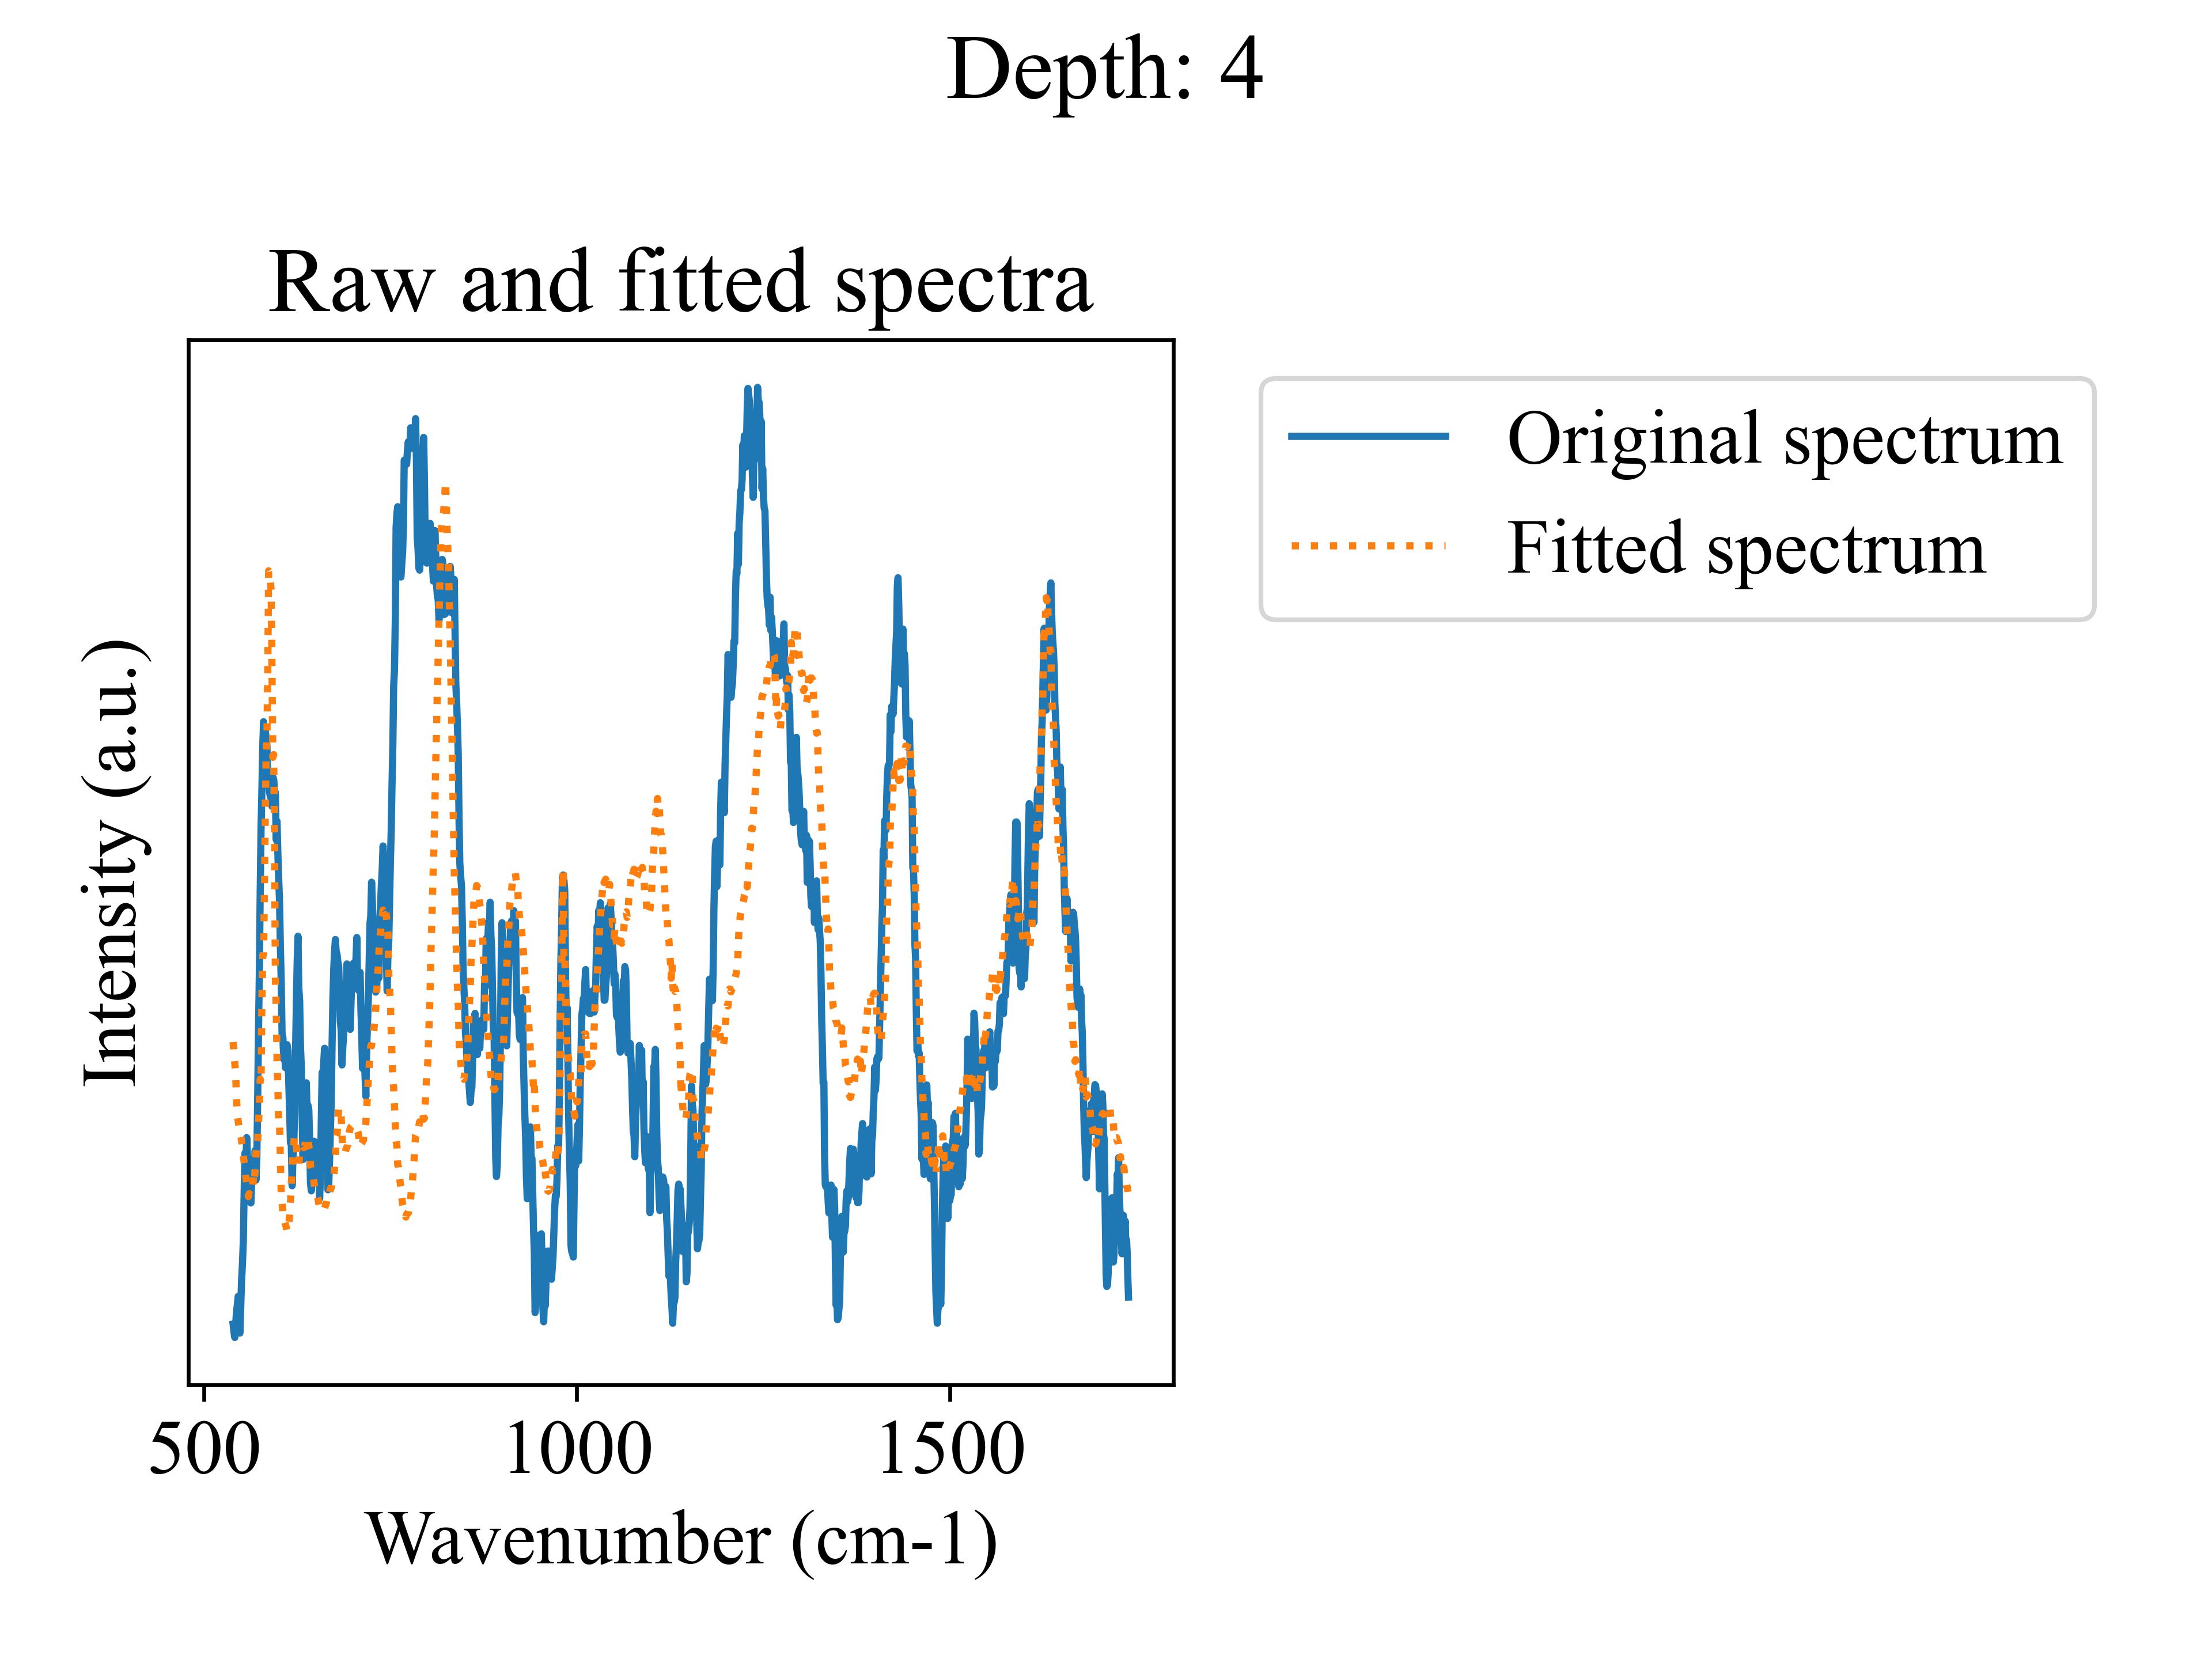 Depth: 4
Raw and fitted spectra
Original spectrum
Fitted spectrum
Intensity (a.u.)
500 1000 1500
Wavenumber (cm-1)